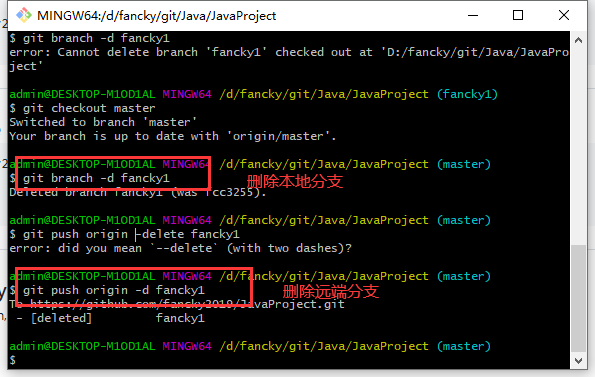 MINGW64:/d/fancky/git/Java/JavaProject
$ git branch -d fancky1
error: Cannot delete branch 'fancky1' checked out at 'D:/fancky/git/Java/JavaPro
ject'
admin@DESKTOP-M1OD1AL MINGW64 /d/fancky/git/Java/JavaProject (fancky1)
$ git checkout master
Switched to branch 'master'
Your branch is up to date with 'origin/master'.
admin@DESKTOP-M1OD1AL MINGW64 /d/fancky/git/Java/JavaProject (master)
$ git branch -d fancky1 删除本地分支
Deleted branch fancky1 (was fcc3255).
admin@DESKTOP-M1OD1AL MINGW64 /d/fancky/git/Java/JavaProject (master)
$ git push origin -delete fancky1
error: did you mean `--delete` (with two dashes)?
admin@DESKTOP-M1OD1AL MINGW64 /d/fancky/git/Java/JavaProject (master)
$ git push origin -d fancky1 删除远端分支
To https://github.com/fancky2019/JavaProject.git
- [deleted] fancky1
admin@DESKTOP-M1OD1AL MINGW64 /d/fancky/git/Java/JavaProject (master)
$